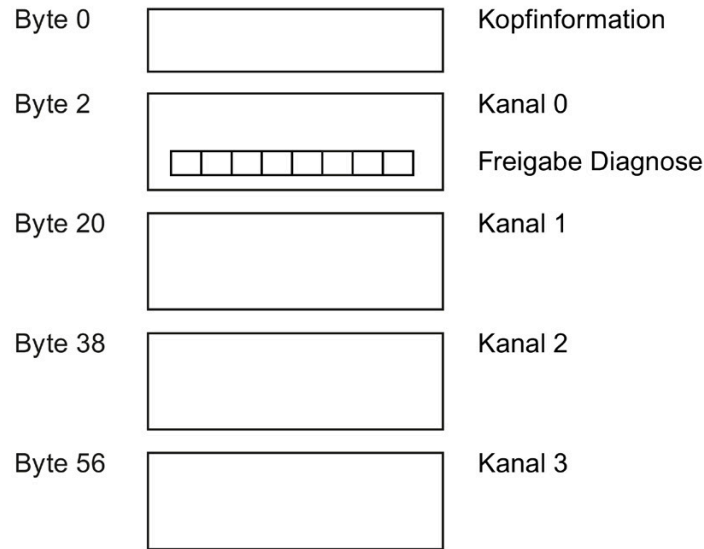 Byte 0 Kopfinformation
Byte 2 Kanal 0
Freigabe Diagnose
Byte 20 Kanal 1
Byte 38 Kanal 2
Byte 56 Kanal 3